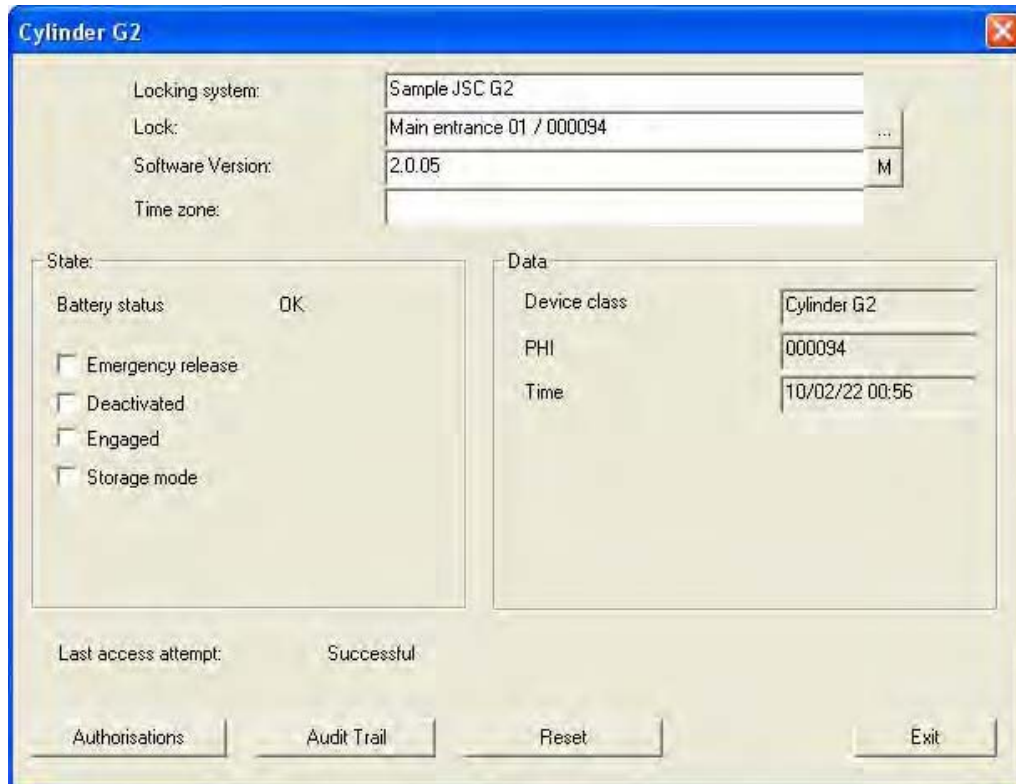 Cylinder G2
Locking system: Sample JSC G2
Lock: Main entrance 01 / 000094 ...
Software Version: 2.0.05 M
Time zone:
State:
Battery status OK
Emergency release
Deactivated
Engaged
Storage mode
Data
Device class Cylinder G2
PHI 000094
Time 10/02/22 00:56
Last access attempt: Successful
Authorisations Audit Trail Reset Exit